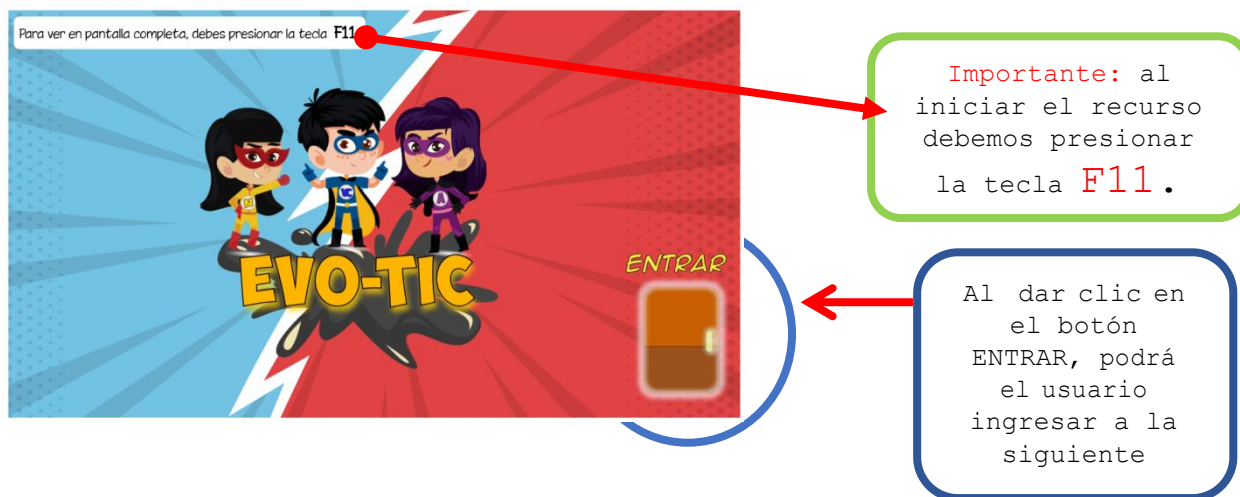 Para ver en pantalla completa, debes presionar la tecla F11
Importante: al
iniciar el recurso
debemos presionar
la tecla F11.
N
VC
A
EVO-TIC
ENTRAR
Al dar clic en
el botón
ENTRAR, podrá
el usuario
ingresar a la
siguiente